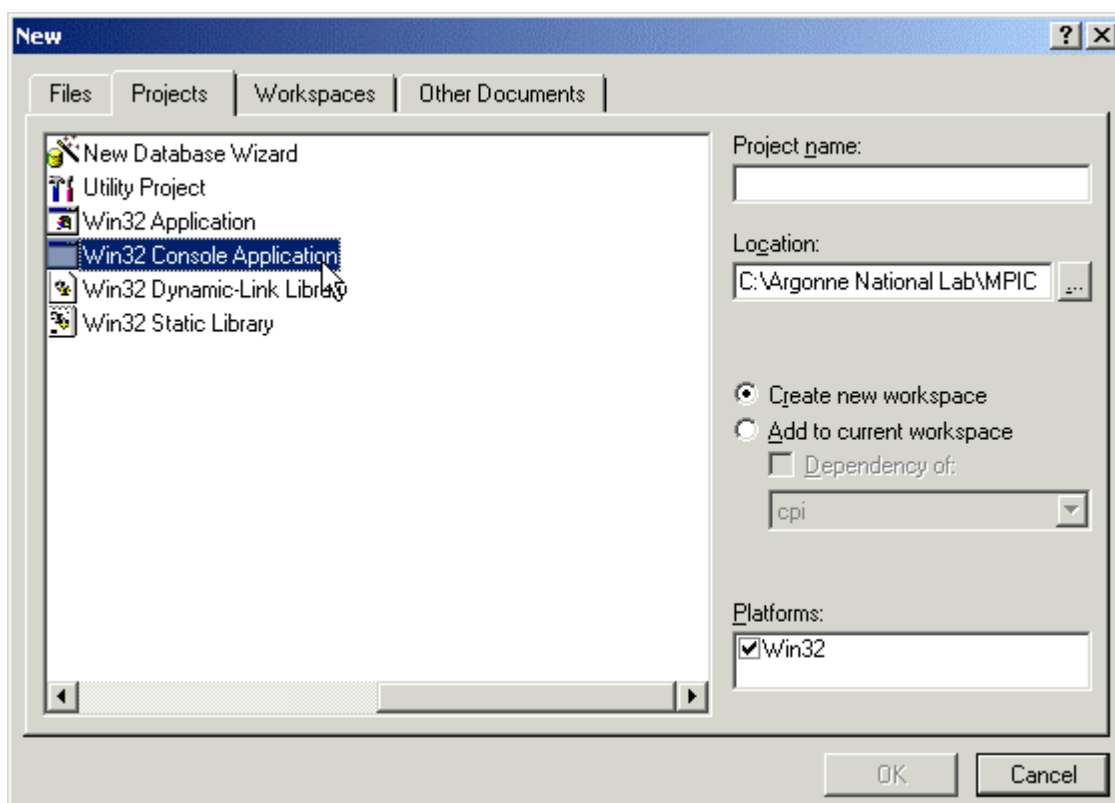 New
Files Projects Workspaces Other Documents
New Database Wizard
Utility Project
Win32 Application
Win32 Console Application
Win32 Dynamic-Link Library
Win32 Static Library
Project name:
Location:
C:\Argonne National Lab\MPIC
...
Create new workspace
Add to current workspace
Dependency of:
cpi
Platforms:
Win32
OK Cancel